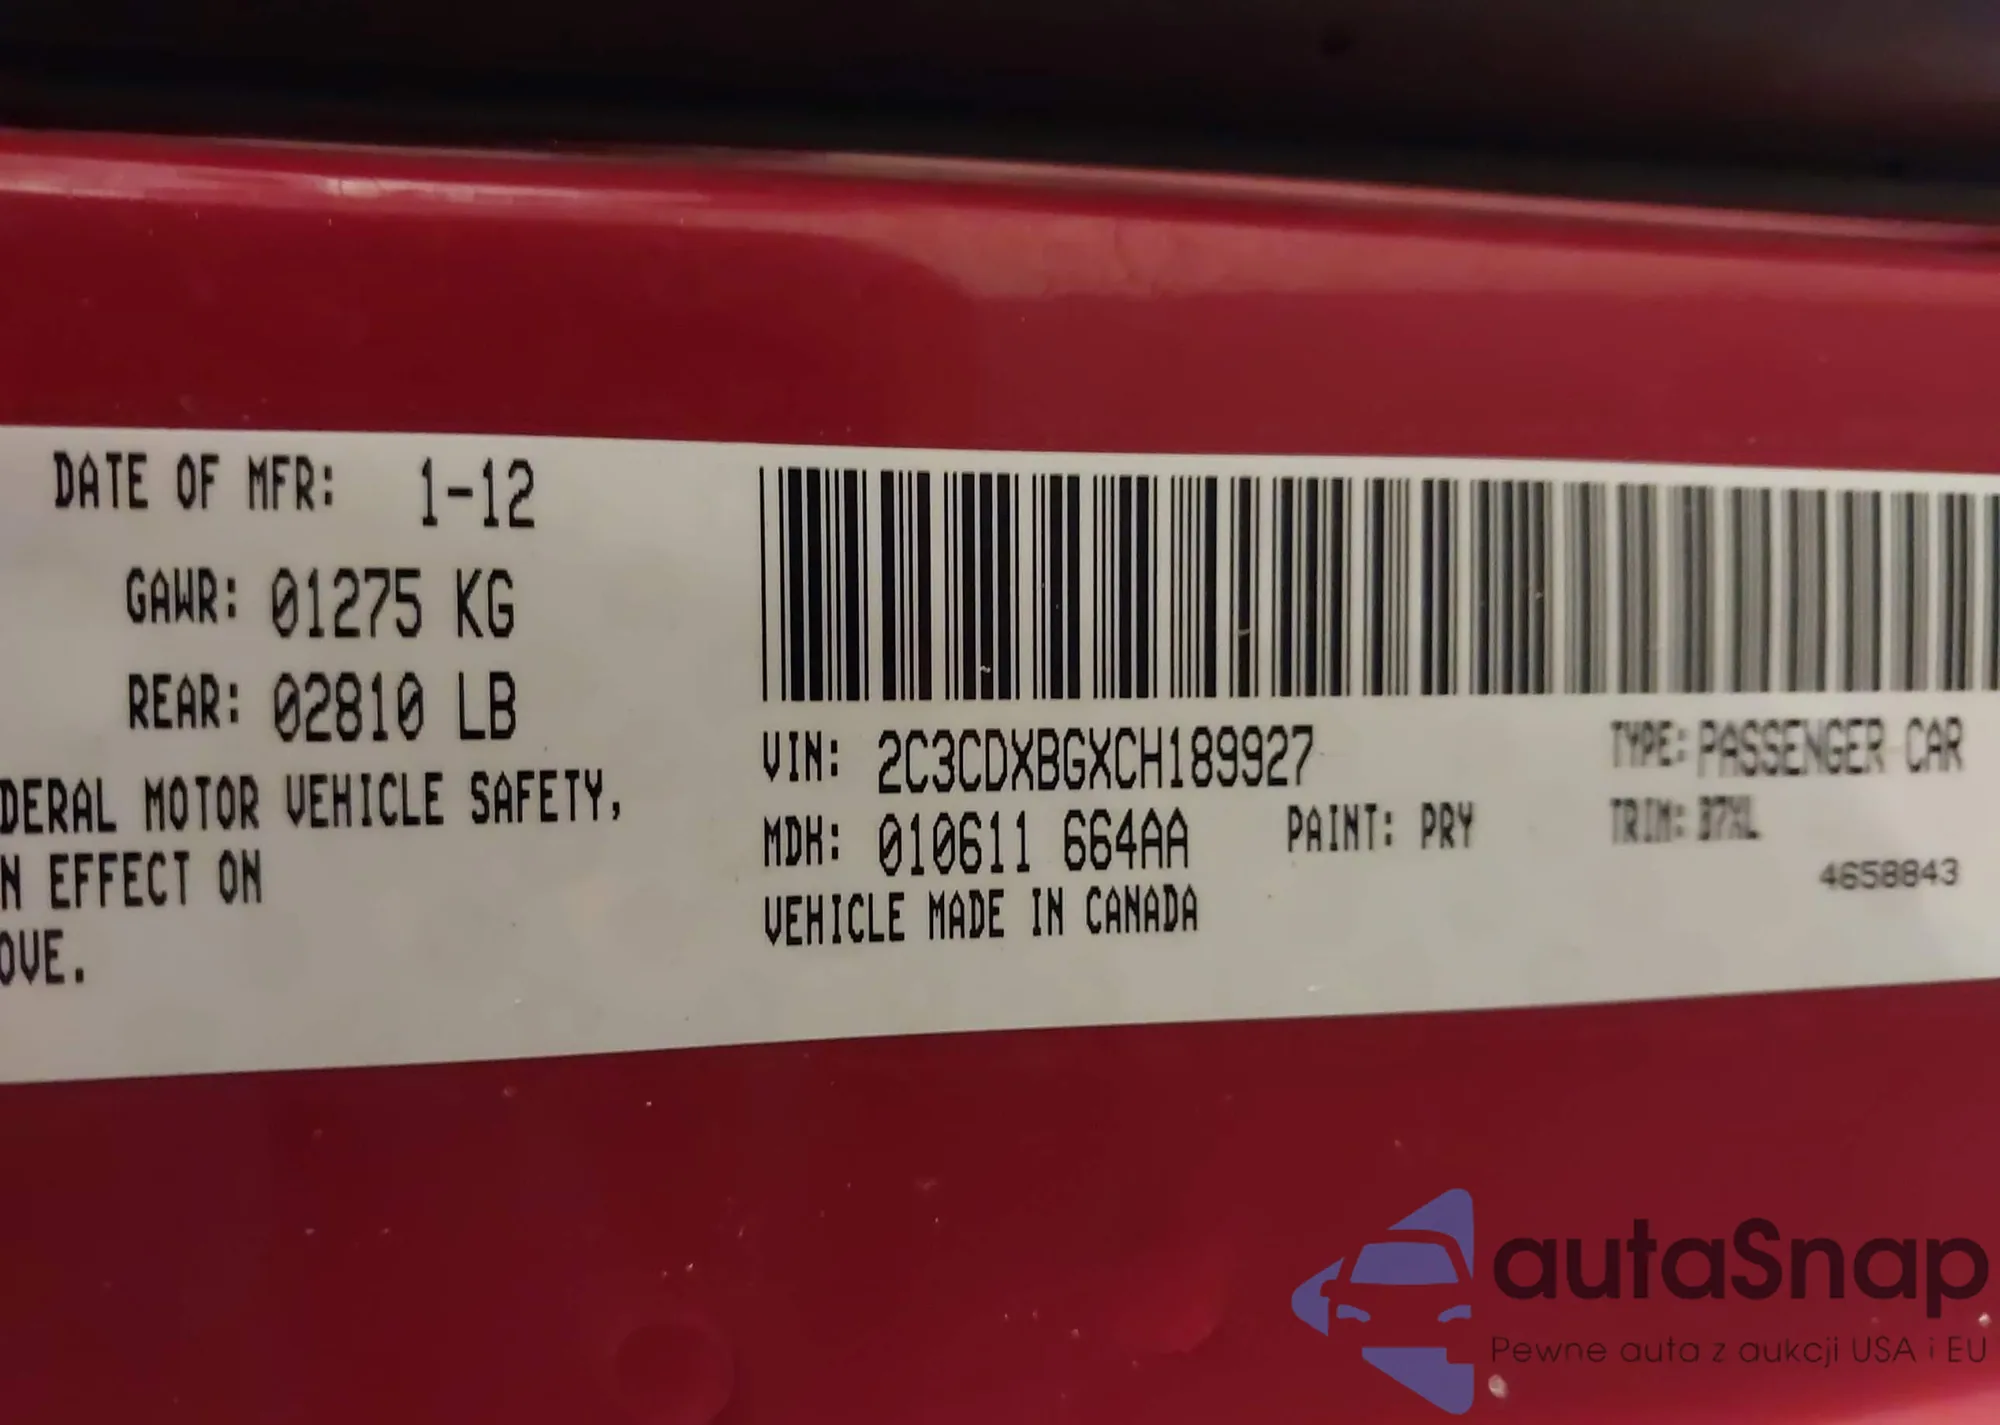 DATE OF MFR: 1-12
GAWR: 01275 KG
REAR: 02810 LB
DERAL MOTOR VEHICLE SAFETY,
N EFFECT ON
OVE.
VIN: 2C3CDXBGXCH189927
TYPE: PASSENGER CAR
MDH: 010611 664AA
PAINT: PRY
TRIM: 37XL
VEHICLE MADE IN CANADA
4658843
autaSnap
Pewne auta z aukcji USA i EU